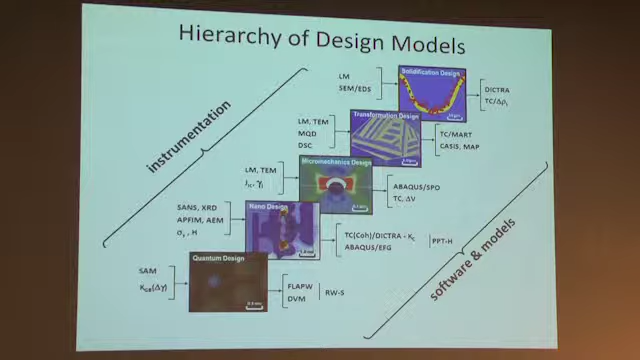 Hierarchy of Design Models
instrumentation
LM
SEM/EDS
Solidification Design
DICTRA
LM, TEM
MQD
DSC
Transformation Design
TC/MART
CASIS, MAP
LM, TEM
Micromechanics Design
ABAQUS/SPO
TC, ΔV
SANS, XRD
APFIM, AEM
Nano Design
TC(Coh)/DICTRA
ABAQUS/EFG
PPT-H
SAM
Quantum Design
FLAPW
DVM
RW-S
software & models